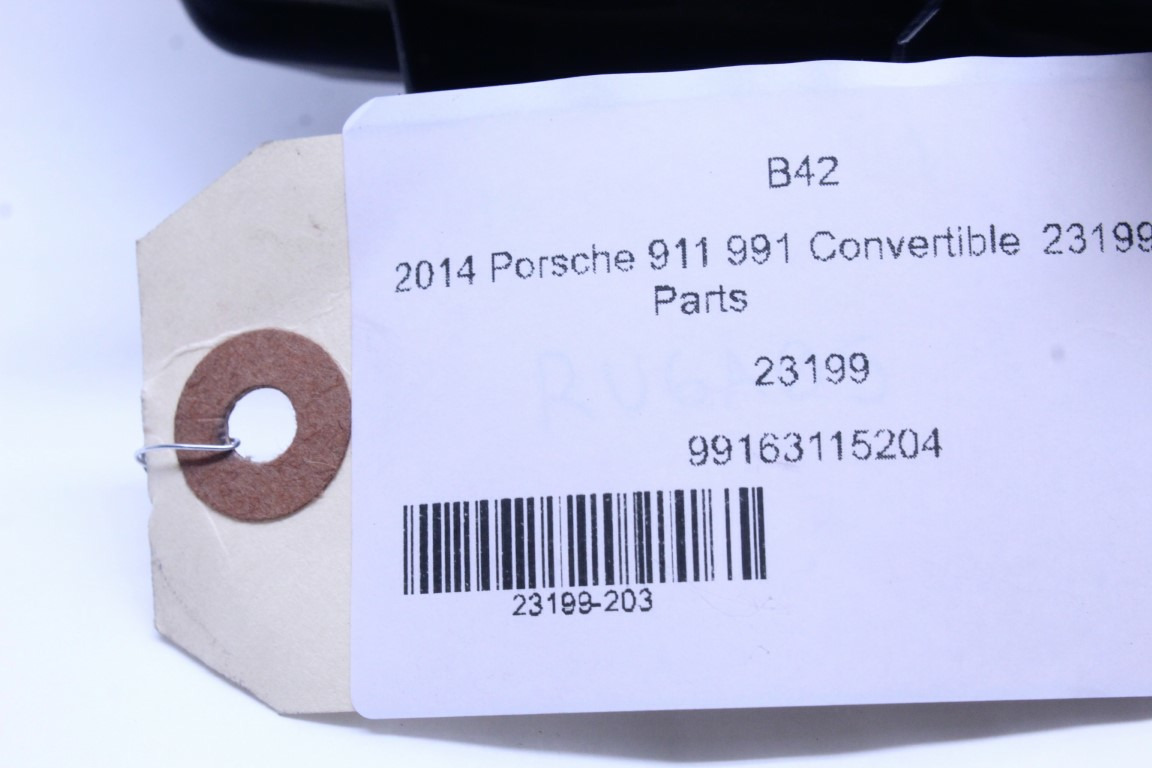 B42
2014 Porsche 911 991 Convertible 23199
Parts
23199
99163115204
23199-203